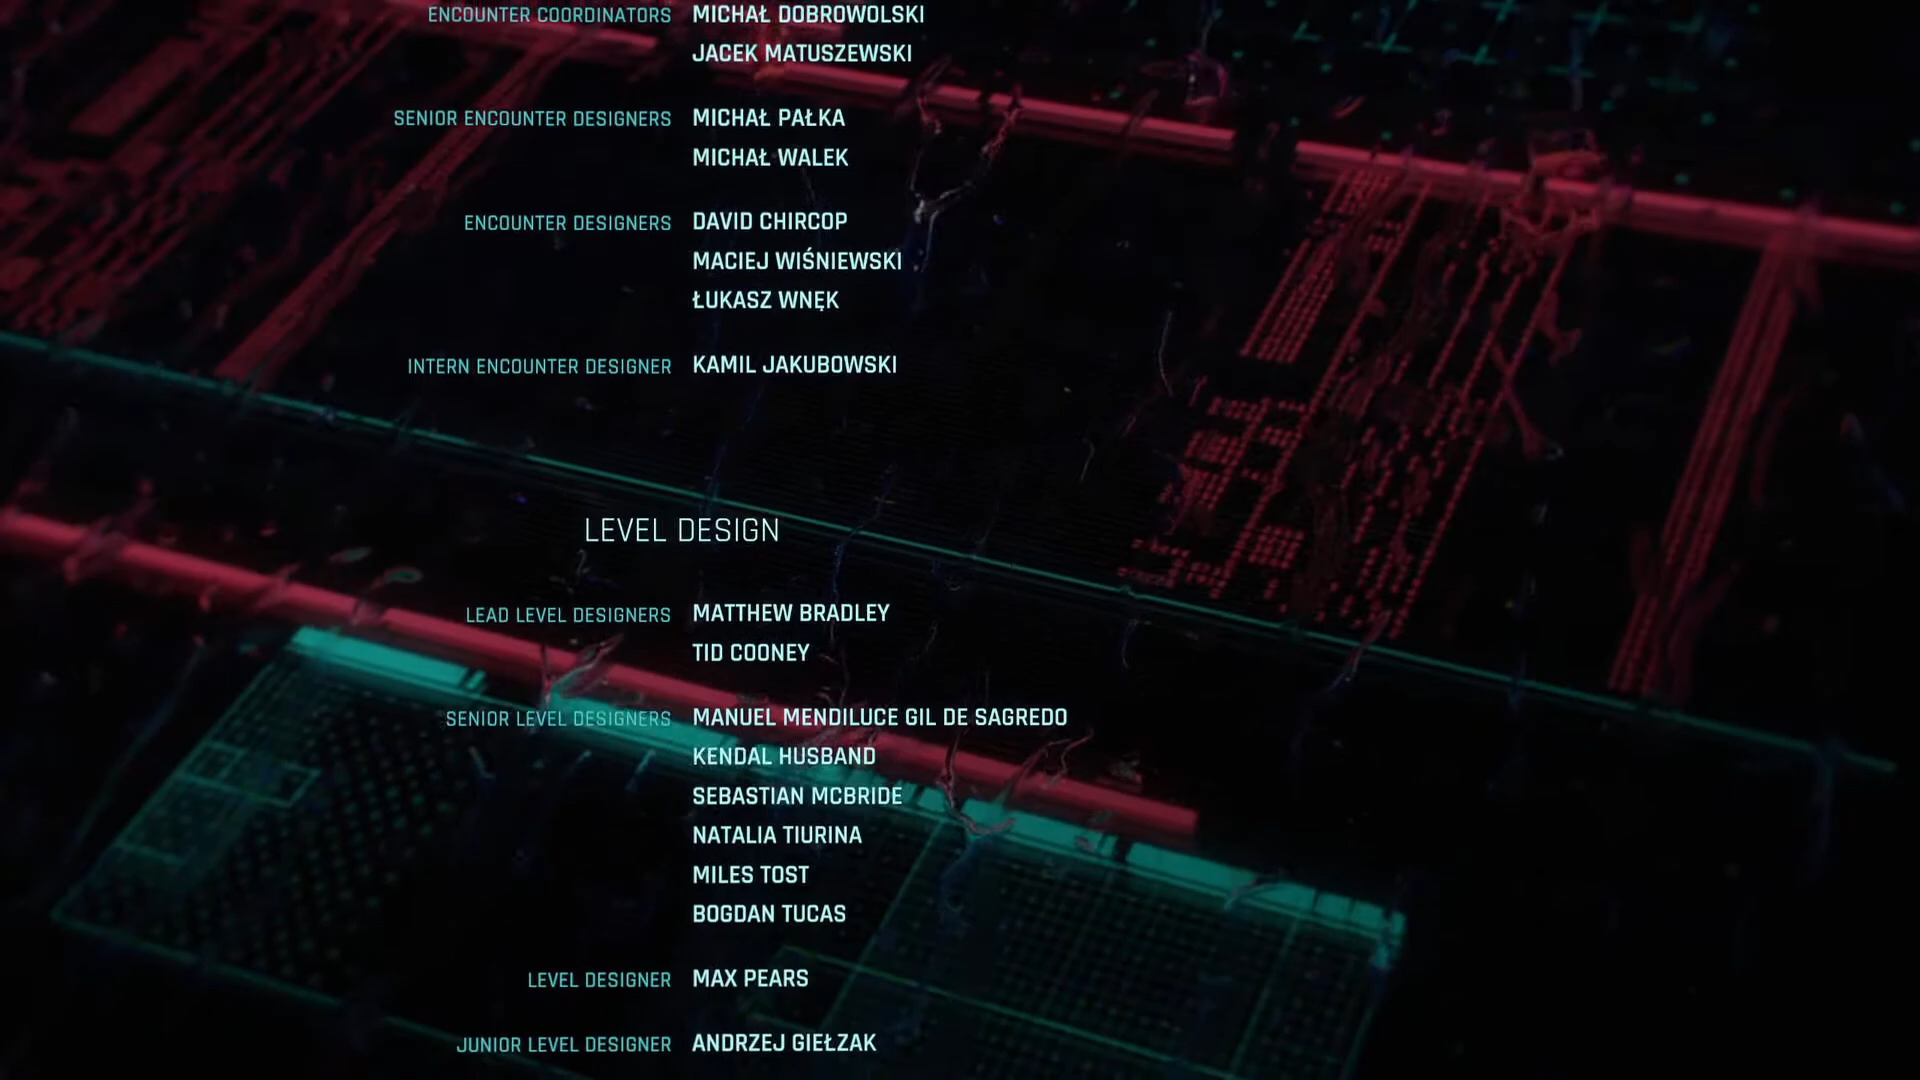 ENCOUNTER COORDINATORS MICHAŁ DOBROWOLSKI
JACEK MATUSZEWSKI
SENIOR ENCOUNTER DESIGNERS MICHAŁ PAŁKA
MICHAŁ WALEK
ENCOUNTER DESIGNERS DAVID CHIRCOP
MACIEJ WIŚNIEWSKI
ŁUKASZ WNĘK
INTERN ENCOUNTER DESIGNER KAMIL JAKUBOWSKI
LEVEL DESIGN
LEAD LEVEL DESIGNERS MATTHEW BRADLEY
TID COONEY
SENIOR LEVEL DESIGNERS MANUEL MENDILUCE GIL DE SAGREDO
KENDAL HUSBAND
SEBASTIAN MCBRIDE
NATALIA TIURINA
MILES TOST
BOGDAN TUCAS
LEVEL DESIGNER MAX PEARS
JUNIOR LEVEL DESIGNER ANDRZEJ GIEŁZAK